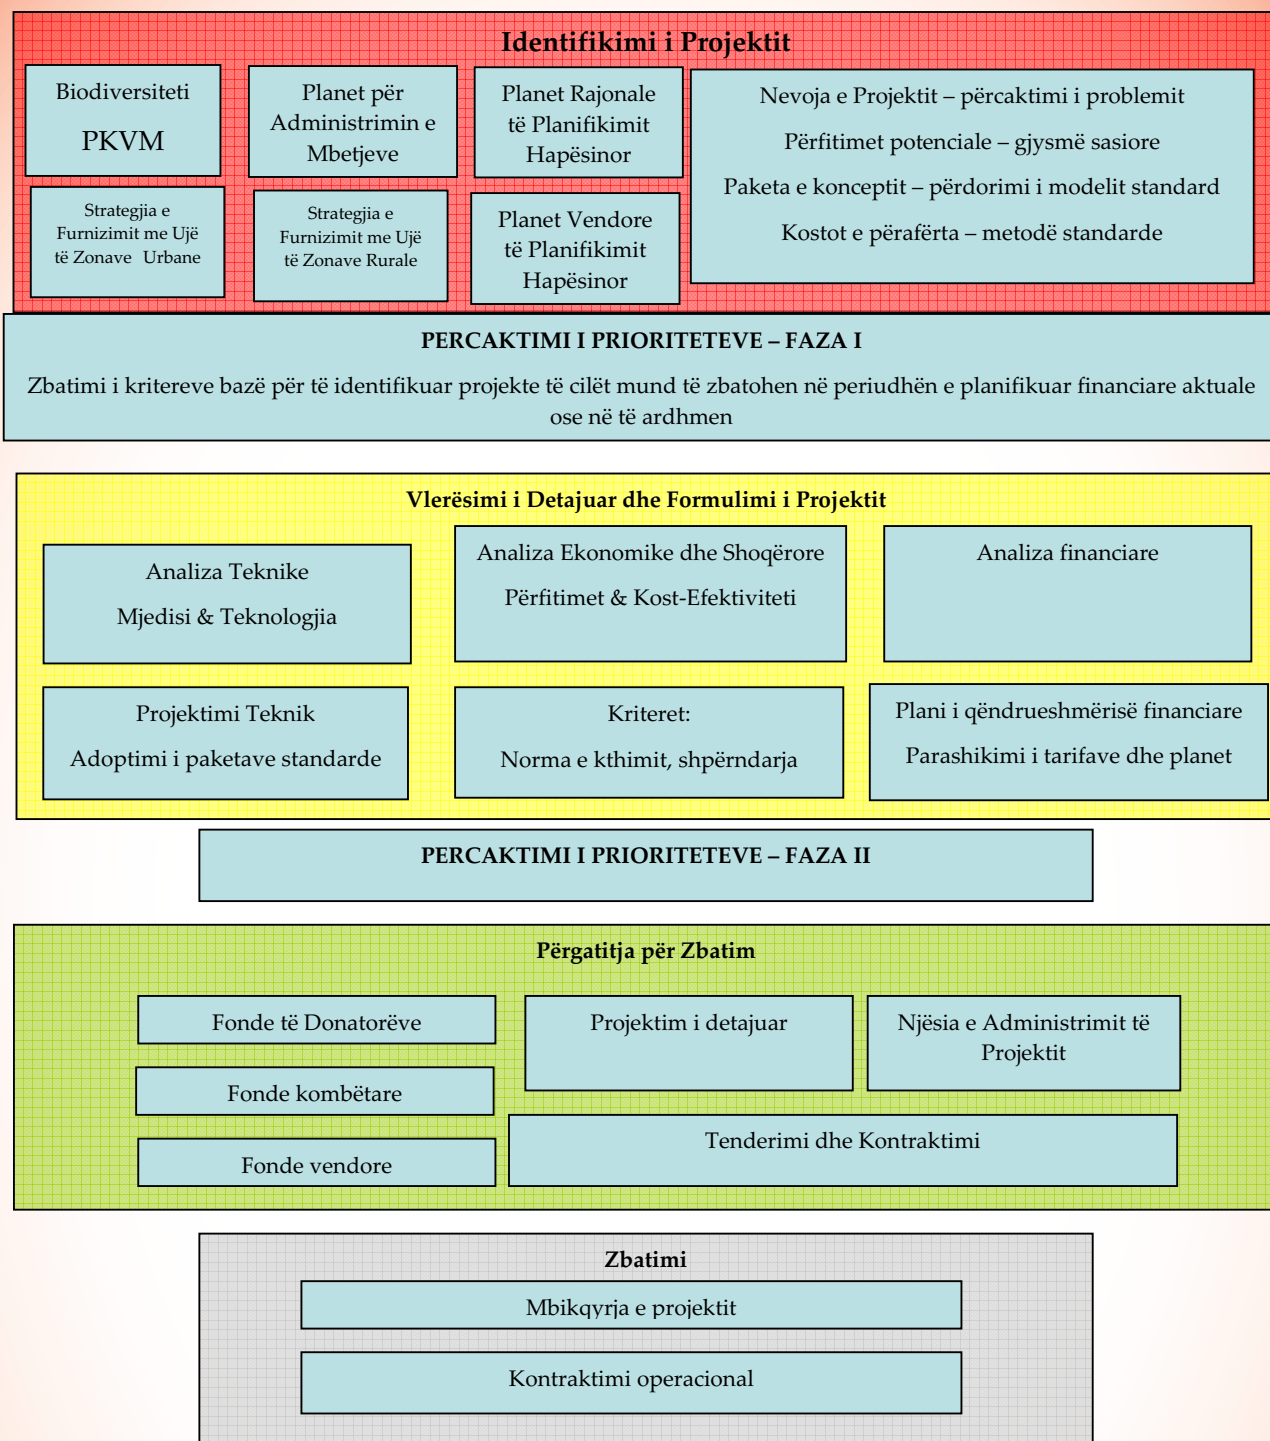 Identifikimi i Projektit
Biodiversiteti
PKVM
Planet për
Administrimin e
Mbetjeve
Planet Rajonale
të Planifikimit
Hapësinor
Nevoja e Projektit – përcaktimi i problemit
Përfitimet potenciale – gjysmë sasiore
Paketa e konceptit – përdorimi i modelit standard
Kostot e përafërta – metodë standarde
Strategjia e
Furnizimit me Ujë
të Zonave Urbane
Strategjia e
Furnizimit me Ujë
të Zonave Rurale
Planet Vendore
të Planifikimit
Hapësinor
PERCAKTIMI I PRIORITETEVE – FAZA I
Zbatimi i kritereve bazë për të identifikuar projekte të cilët mund të zbatohen në periudhën e planifikuar financiare aktuale
ose në të ardhmen
Vlerësimi i Detajuar dhe Formulimi i Projektit
Analiza Teknike
Mjedisi & Teknologjia
Analiza Ekonomike dhe Shoqërore
Përfitimet & Kost-Efektiviteti
Analiza financiare
Projektimi Teknik
Adoptimi i paketave standarde
Kriteret:
Norma e kthimit, shpërndarja
Plani i qëndrueshmërisë financiare
Parashikimi i tarifave dhe planet
PERCAKTIMI I PRIORITETEVE – FAZA II
Përgatitja për Zbatim
Fonde të Donatorëve
Fonde kombëtare
Fonde vendore
Projektim i detajuar
Njësia e Administrimit të
Projektit
Tenderimi dhe Kontraktimi
Zbatimi
Mbikqyrja e projektit
Kontraktimi operacional